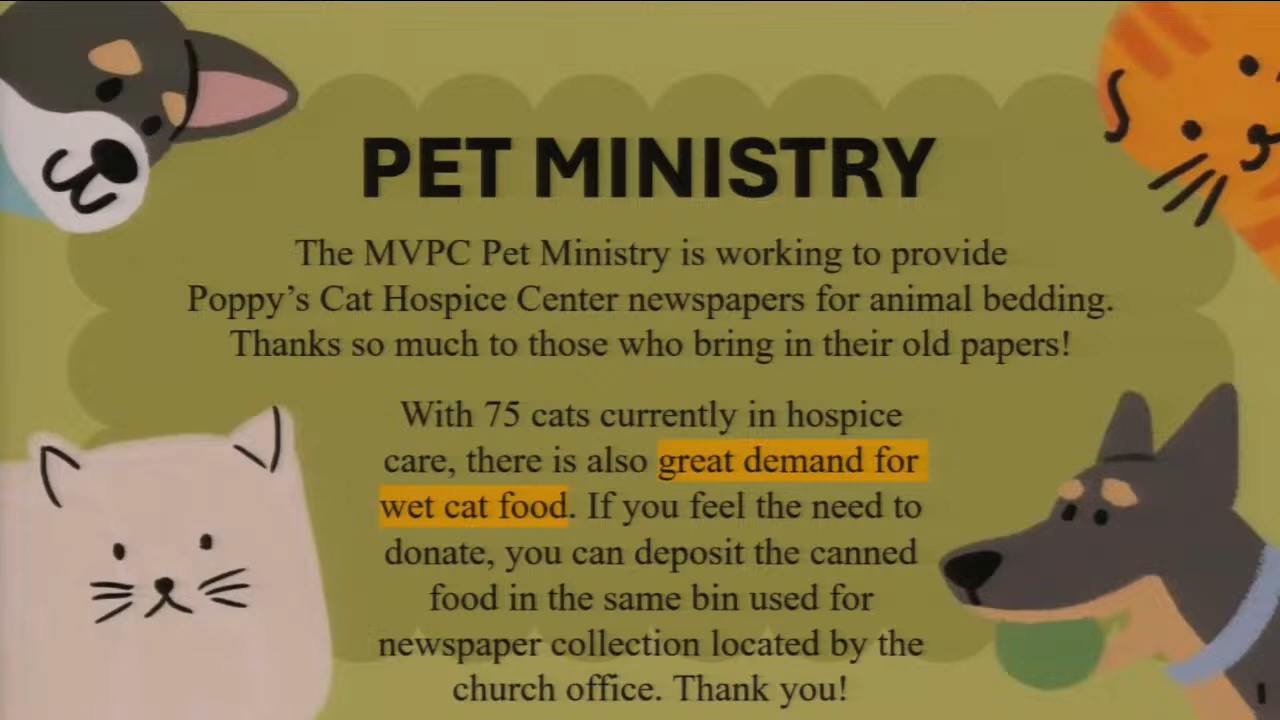 PET MINISTRY
The MVPC Pet Ministry is working to provide
Poppy’s Cat Hospice Center newspapers for animal bedding.
Thanks so much to those who bring in their old papers!
With 75 cats currently in hospice
care, there is also great demand for
wet cat food. If you feel the need to
donate, you can deposit the canned
food in the same bin used for
newspaper collection located by the
church office. Thank you!